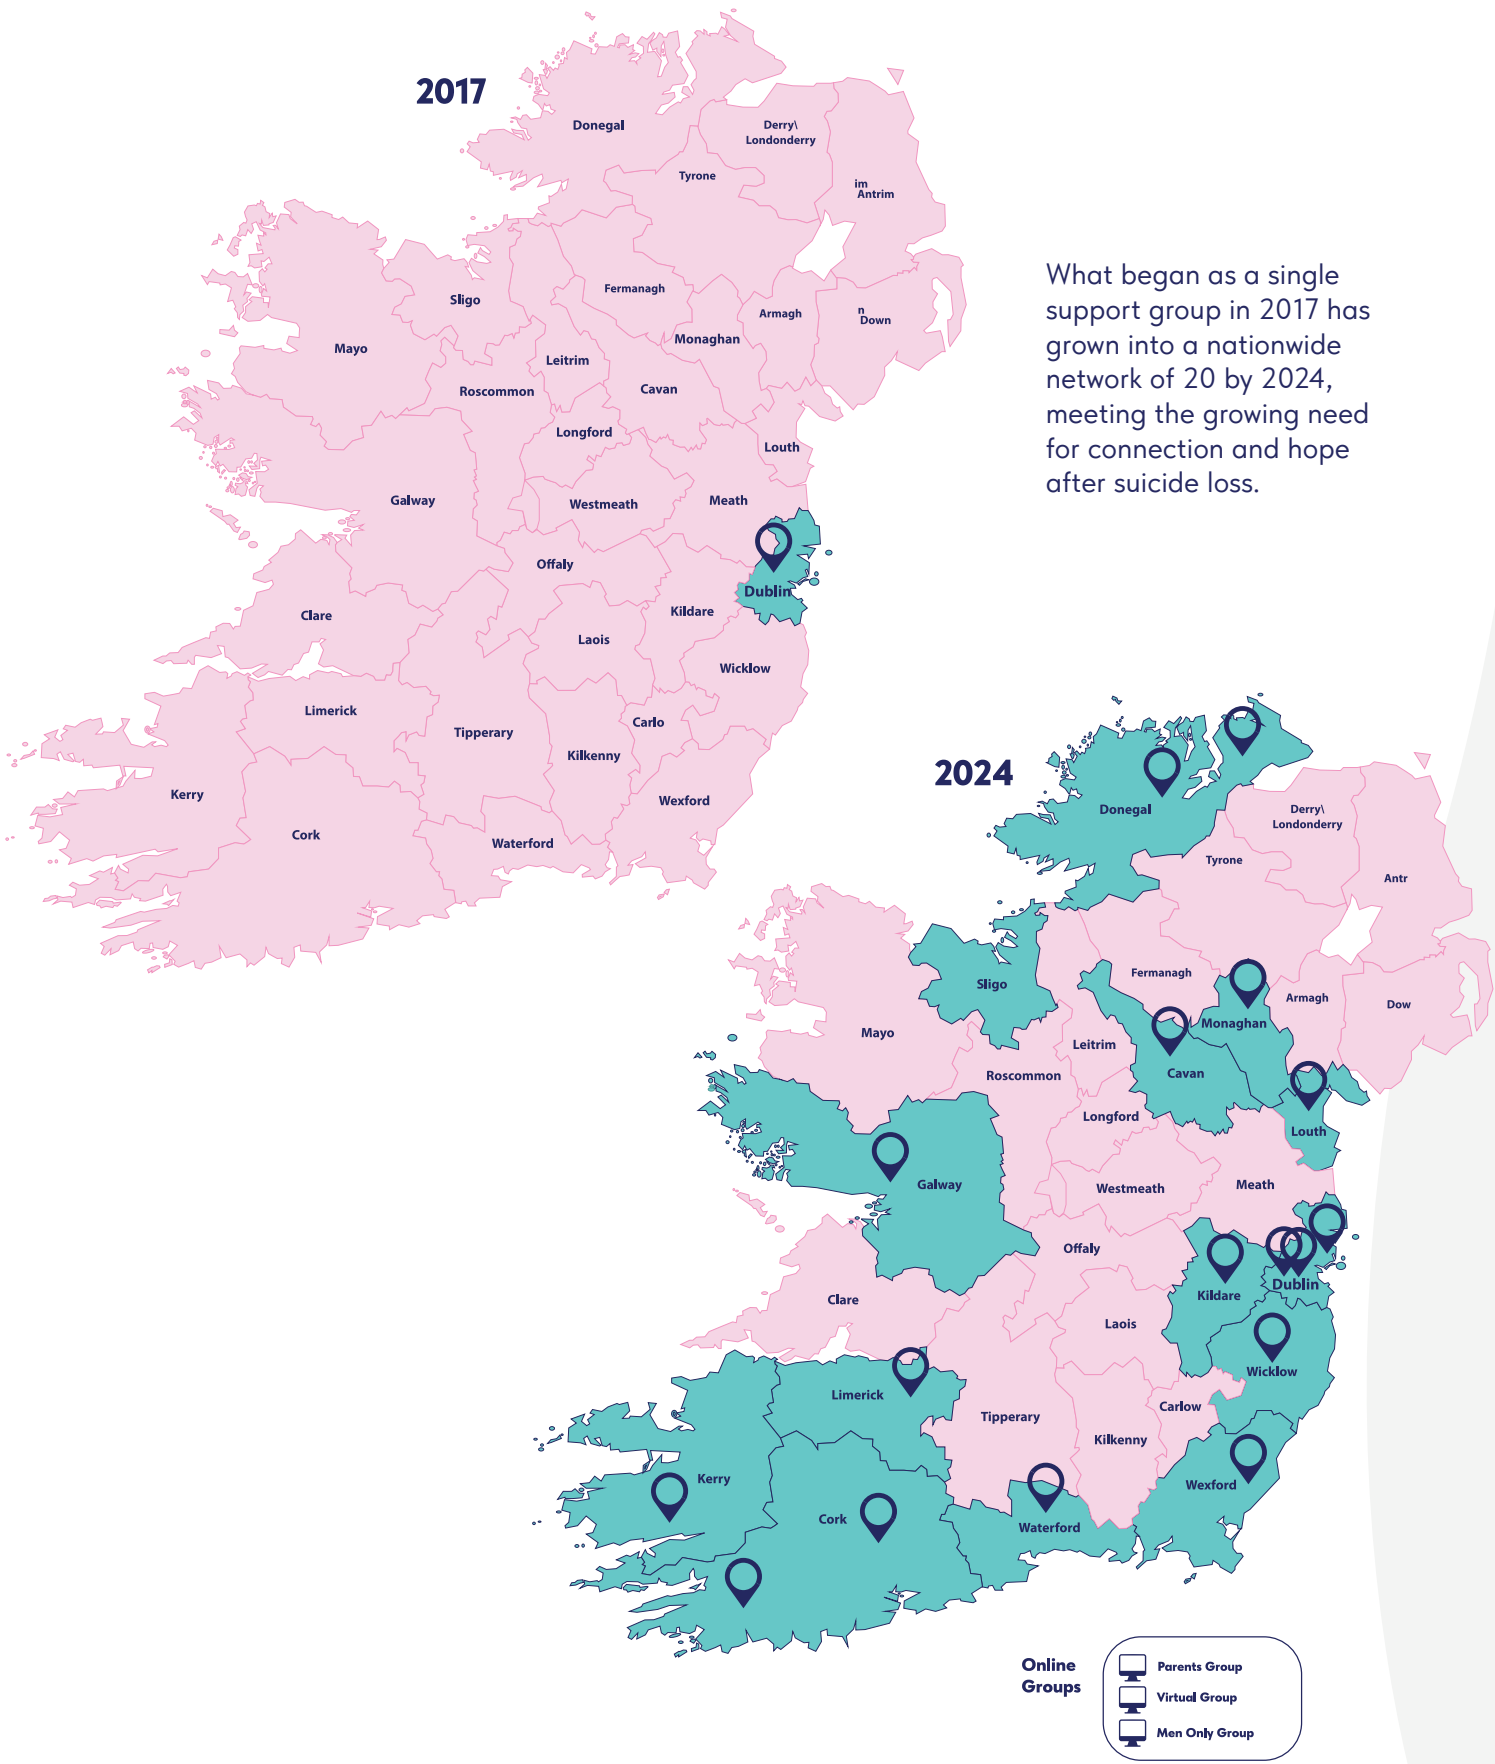 2017
Donegal
Derry\
Londonderry
Tyrone
im
Antrim
Fermanagh
Sligo
Armagh
n
Down
Monaghan
Mayo
Leitrim
Roscommon
Cavan
Longford
Louth
Galway
Westmeath
Meath
Offaly
Dublin
Clare
Kildare
Laois
Wicklow
Limerick
Carlo
Tipperary
Kilkenny
Kerry
Wexford
Cork
Waterford
What began as a single
support group in 2017 has
grown into a nationwide
network of 20 by 2024,
meeting the growing need
for connection and hope
after suicide loss.
2024
Donegal
Derry\
Londonderry
Tyrone
Antr
Fermanagh
Sligo
Armagh
Dow
Monaghan
Mayo
Leitrim
Roscommon
Cavan
Longford
Louth
Galway
Westmeath
Meath
Offaly
Dublin
Kildare
Clare
Laois
Wicklow
Limerick
Carlow
Tipperary
Kilkenny
Kerry
Wexford
Cork
Waterford
Online
Groups
Parents Group
Virtual Group
Men Only Group